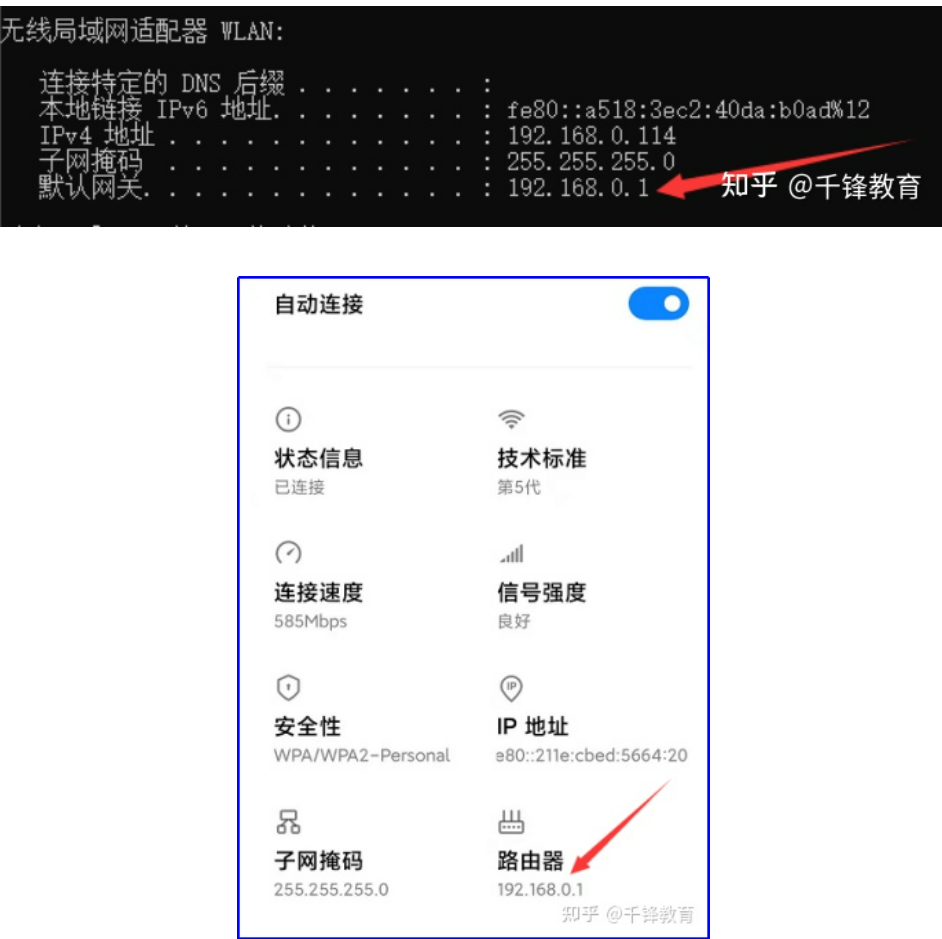 无线局域网适配器 WLAN:
连接特定的 DNS 后缀 . . . . . . . :
本地链接 IPv6 地址. . . . . . . . : fe80::a518:3ec2:40da:b0ad%12
IPv4 地址 . . . . . . . . . . . . : 192.168.0.114
子网掩码 . . . . . . . . . . . . : 255.255.255.0
默认网关. . . . . . . . . . . . . : 192.168.0.1
知乎 @千锋教育
自动连接
状态信息
已连接
技术标准
第5代
连接速度
585Mbps
信号强度
良好
安全性
WPA/WPA2-Personal
IP 地址
e80::211e:cbed:5664:20
子网掩码
255.255.255.0
路由器
192.168.0.1
知乎 @千锋教育